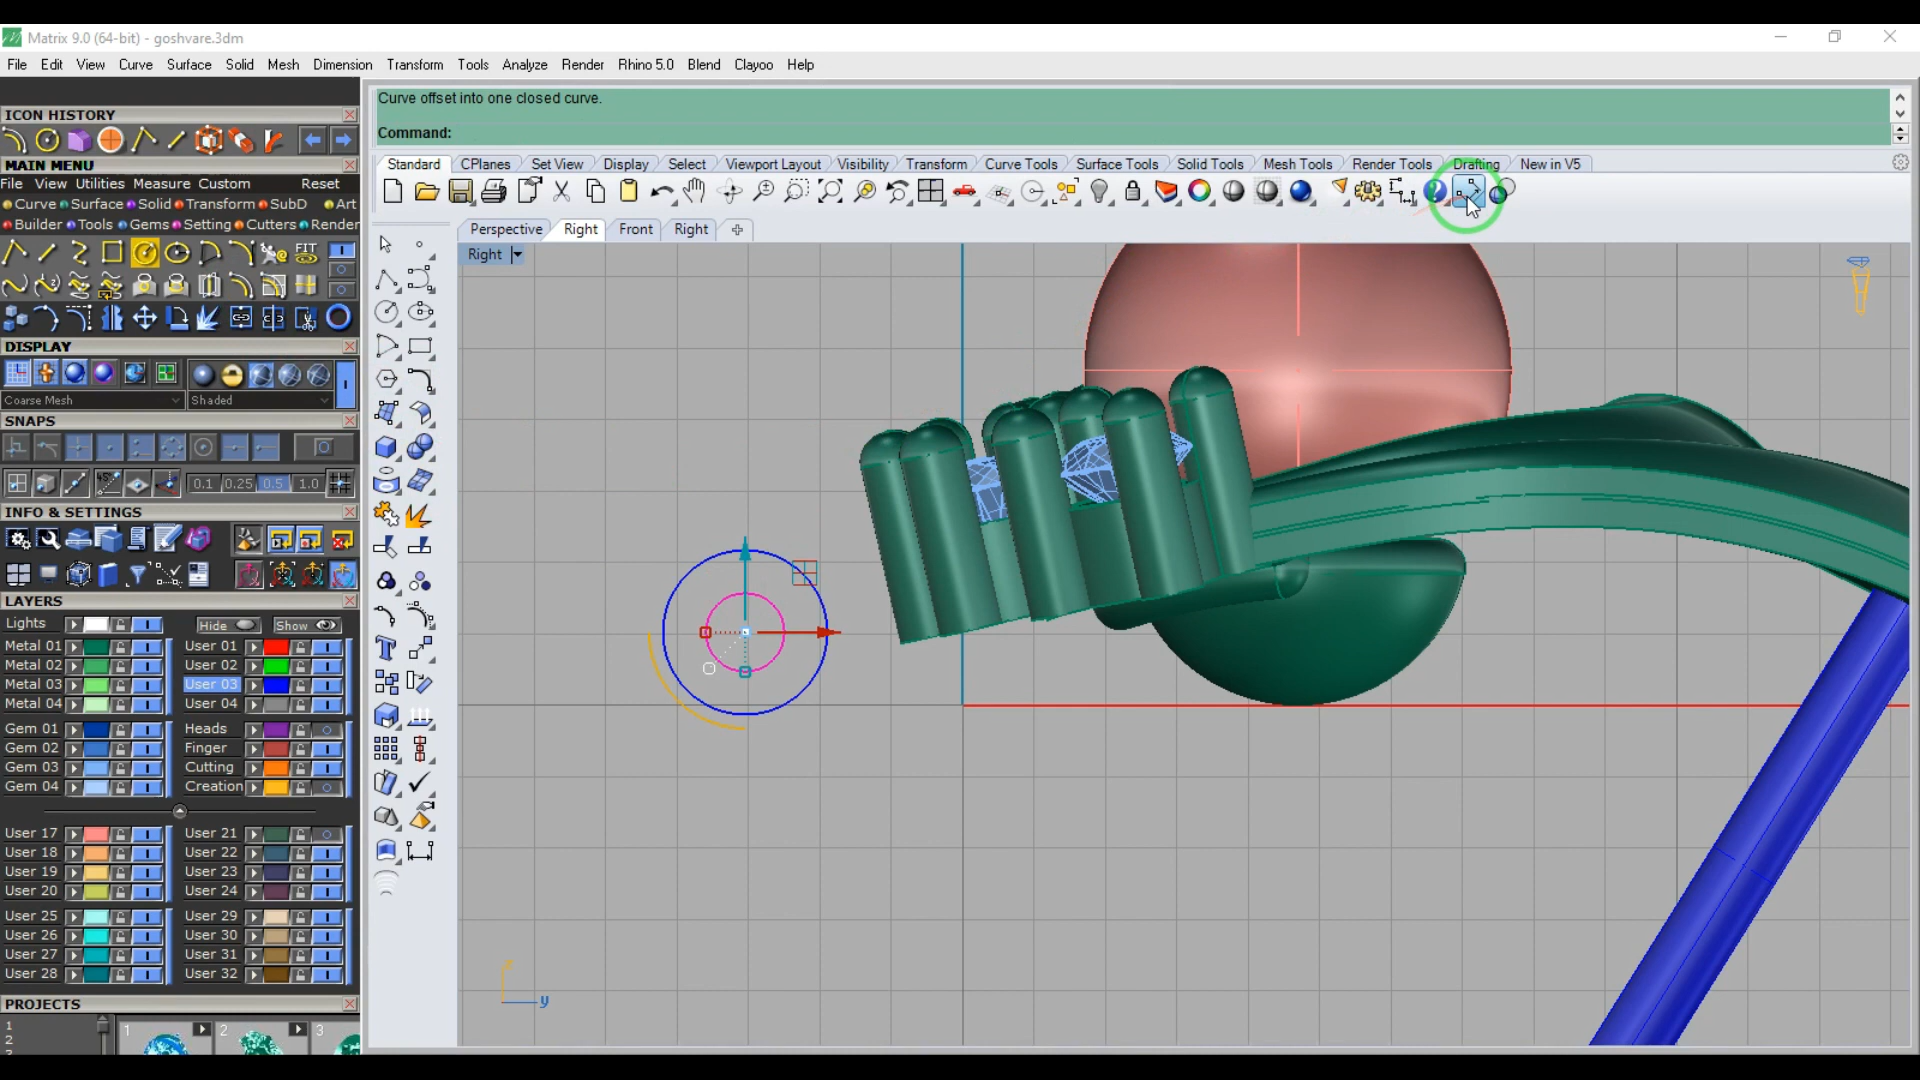 Matrix 9.0 (64-bit) - goshvare.3dm
File Edit View Curve Surface Solid Mesh Dimension Transform Tools Analyze Render Rhino 5.0 Blend Clayoo Help
ICON HISTORY
MAIN MENU
File View Utilities Measure Custom Reset
Curve Surface Solid Transform SubD Art
Builder Tools Gems Setting Cutters Render
FIT
DISPLAY
Coarse Mesh Shaded
SNAPS
0.1 0.25 0.5 1.0
INFO & SETTINGS
LAYERS
Lights Hide Show
Metal 01 User 01
Metal 02 User 02
Metal 03 User 03
Metal 04 User 04
Gem 01 Heads
Gem 02 Finger
Gem 03 Cutting
Gem 04 Creation
User 17 User 21
User 18 User 22
User 19 User 23
User 20 User 24
User 25 User 29
User 26 User 30
User 27 User 31
User 28 User 32
PROJECTS
1
2
1 2 3
Curve offset into one closed curve.
Command:
Standard CPlanes Set View Display Select Viewport Layout Visibility Transform Curve Tools Surface Tools Solid Tools Mesh Tools Render Tools Drafting New in V5
Perspective Right Front Right
Right
y